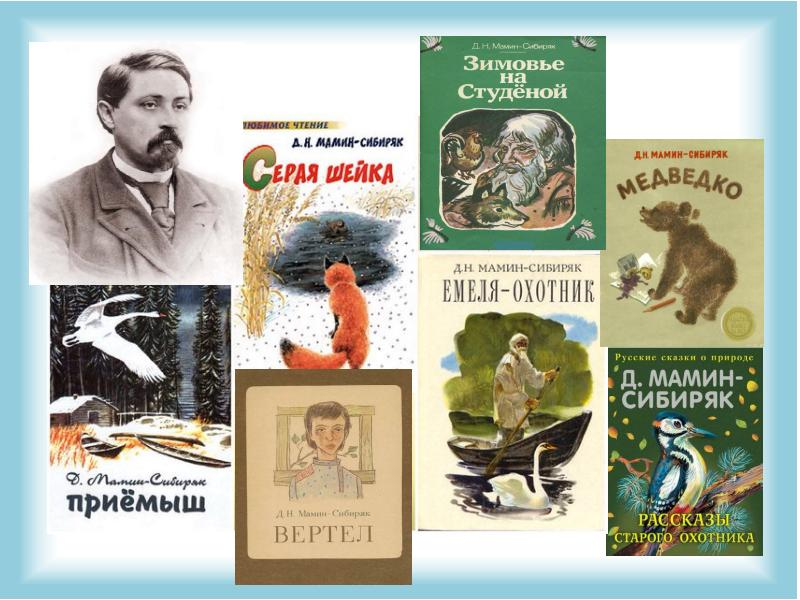 ЛЮБИМОЕ ЧТЕНИЕ
Д.Н. МАМИН-СИБИРЯК
СЕРАЯ ШЕЙКА
Д. Н. Мамин-Сибиряк
Зимовье
на
Студёной
Д.Н. МАМИН-СИБИРЯК
МЕДВЕДКО
Д. Мамин-Сибиряк
приёмыш
Д. Н. Мамин-Сибиряк
ВЕРТЕЛ
Д.Н. МАМИН-СИБИРЯК
ЕМЕЛЯ-ОХОТНИК
Русские сказки о природе
Д. МАМИН-
СИБИРЯК
РАССКАЗЫ
СТАРОГО ОХОТНИКА